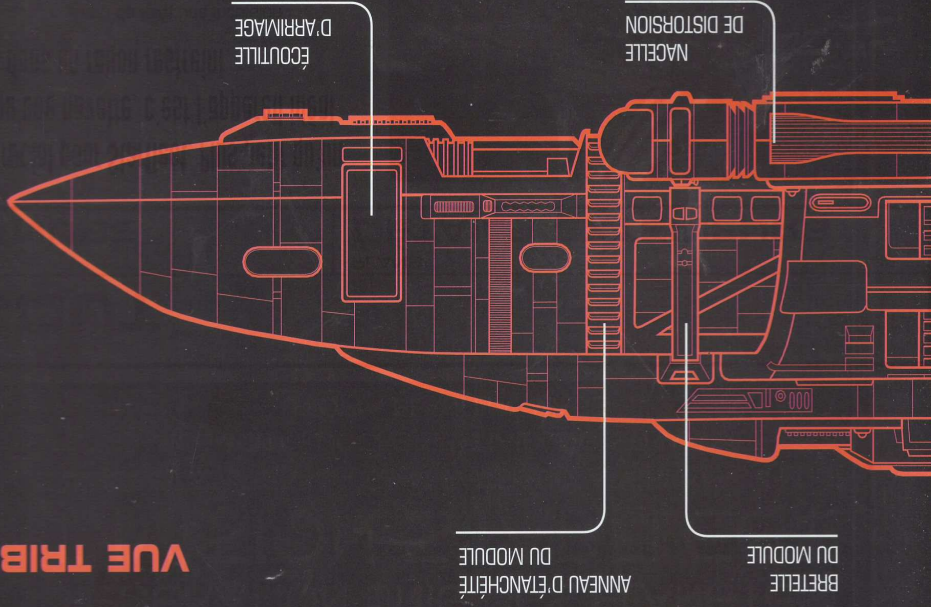 BRETELLE
DU MODULE
ANNEAU D'ÉTANCHÉITÉ
DU MODULE
VUE TRIB
NACELLE
DE DISTORSION
ÉCOUTILLE
D'ARRIMAGE